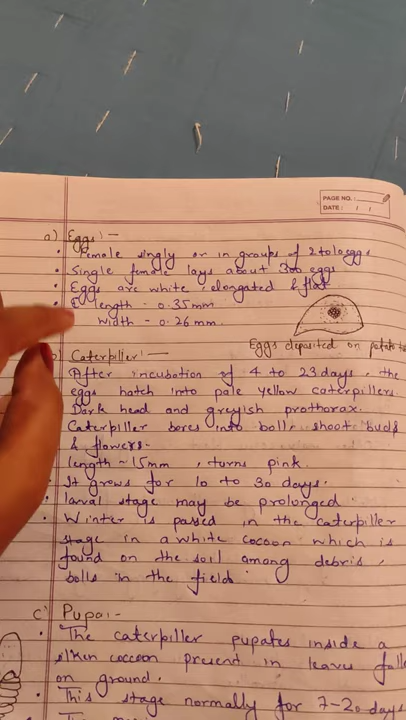 PAGE NO.:
DATE: / /
a) Eggs:-
• Female singly or in groups of 2 to 10 eggs
• Single female lays about 300 eggs
• Eggs are white, elongated & flat
length - 0.35mm
width - 0.26 mm.
Eggs deposited on potato
) Caterpiller:-
After incubation of 4 to 23 days, the
eggs hatch into pale yellow caterpillers.
Dark head and greyish prothorax.
Caterpiller bores into boll, shoot buds
& flowers-
length ~ 15mm, turns pink.
• It grows for 10 to 30 days.
• larval stage may be prolonged.
• Winter is passed in the caterpiller
stage in a white cocoon which is
found on the soil among debris,
bolls in the field
c) Pupa:-
• The caterpiller pupates inside a
silken cocoon present in leaves
on ground.
• This stage normally for 7-20 days